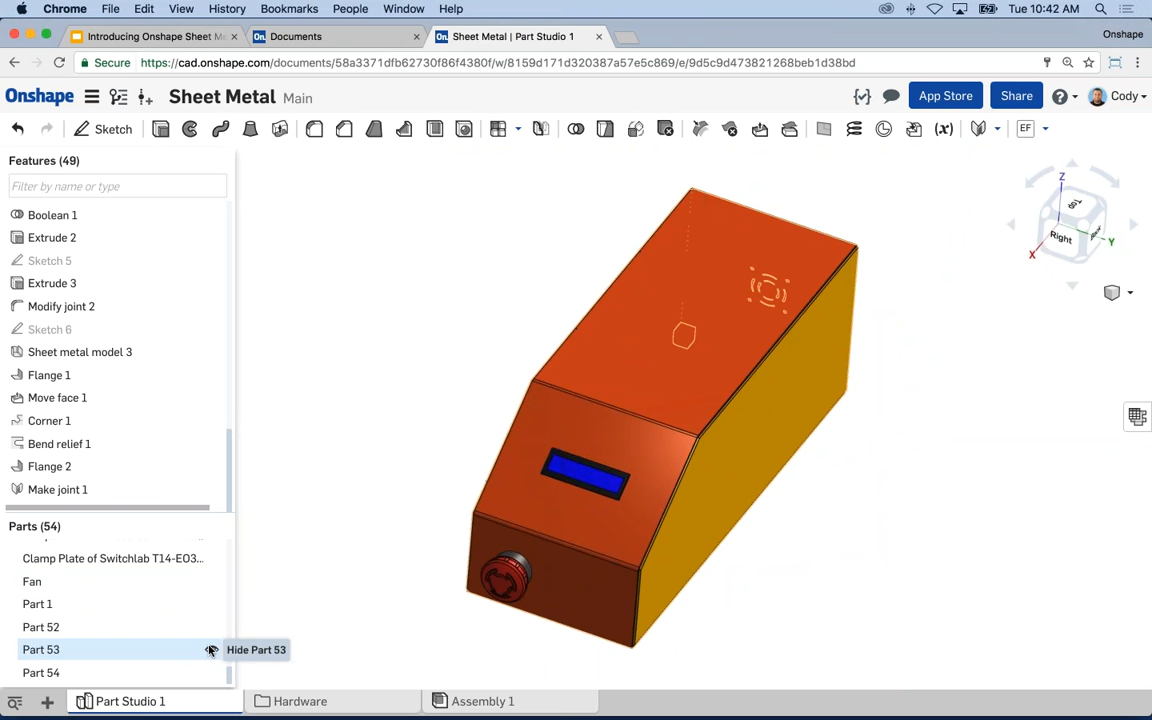 Chrome File Edit View History Bookmarks People Window Help Tue 10:42 AM
Introducing Onshape Sheet Me Documents Sheet Metal | Part Studio 1 Onshape
Secure https://cad.onshape.com/documents/58a3371dfb62730f86f4380f/w/8159d171d320387a57e5c869/e/9d5c9d473821268beb1d38bd
Onshape Sheet Metal Main App Store Share Cody
Sketch (x) EF
Features (49)
Filter by name or type
Boolean 1
Extrude 2
Sketch 5
Extrude 3
Modify joint 2
Sketch 6
Sheet metal model 3
Flange 1
Move face 1
Corner 1
Bend relief 1
Flange 2
Make joint 1
Parts (54)
Clamp Plate of Switchlab T14-EO3...
Fan
Part 1
Part 52
Part 53 Hide Part 53
Part 54
Z
Top
Right
Back
Y
X
Part Studio 1 Hardware Assembly 1